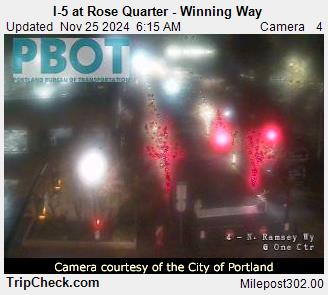 I-5 at Rose Quarter - Winning Way
Updated Nov 25 2024 6:15 AM Camera 4
PBOT
PORTLAND BUREAU OF TRANSPORTATION
4 - N. Ramsey Wy
@ One Ctr
Camera courtesy of the City of Portland
TripCheck.com Milepost302.00